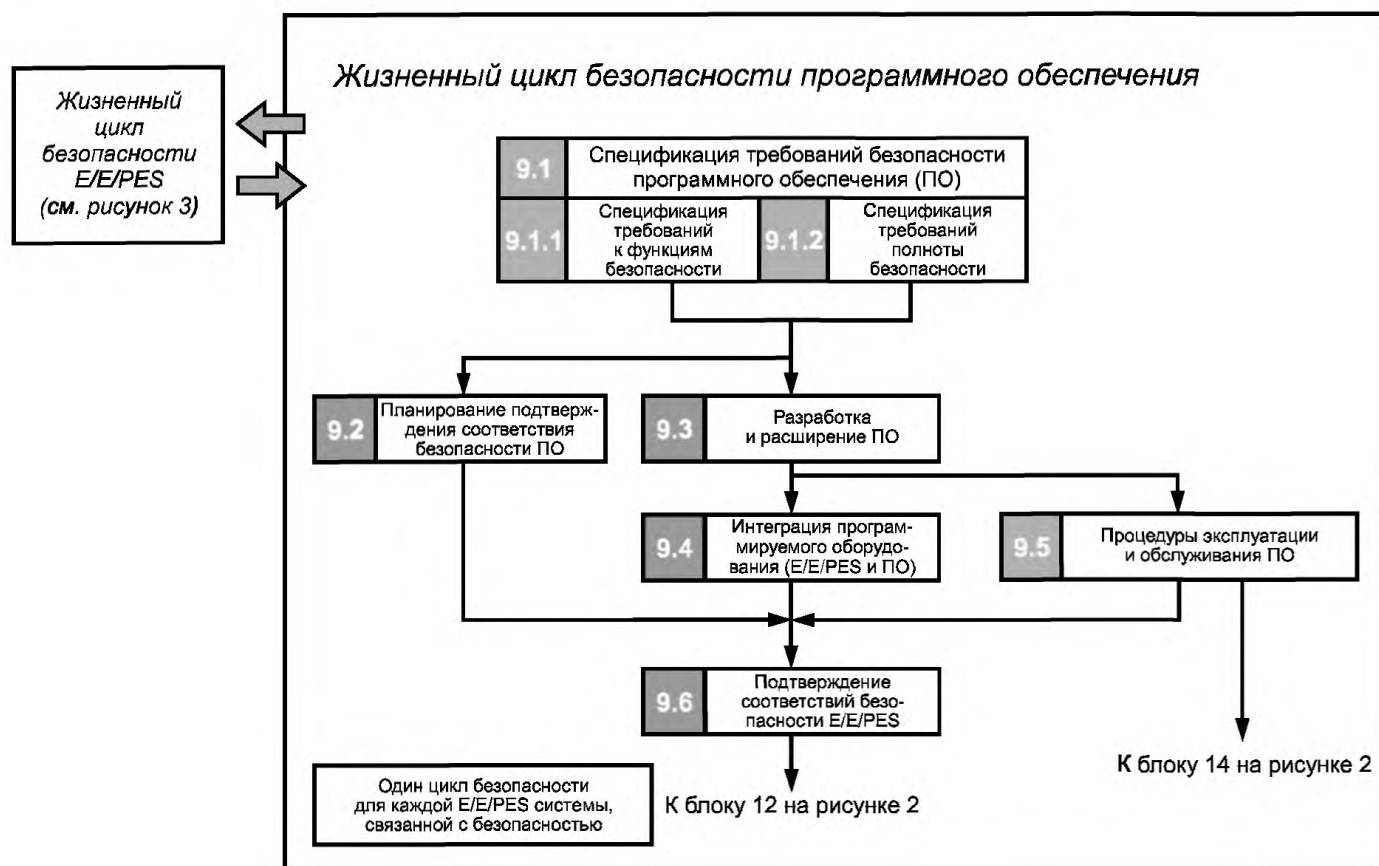 Жизненный
цикл
безопасности
E/E/PES
(см. рисунок 3)
Жизненный цикл безопасности программного обеспечения
9.1
Спецификация требований безопасности
программного обеспечения (ПО)
9.1.1
Спецификация
требований
к функциям
безопасности
9.1.2
Спецификация
требований
полноты
безопасности
9.2
Планирование подтверж-
дения соответствия
безопасности ПО
9.3
Разработка
и расширение ПО
9.4
Интеграция програм-
мируемого оборудо-
вания (E/E/PES и ПО)
9.5
Процедуры эксплуатации
и обслуживания ПО
9.6
Подтверждение
соответствий безо-
пасности E/E/PES
К блоку 14 на рисунке 2
Один цикл безопасности
для каждой E/E/PES системы,
связанной с безопасностью
К блоку 12 на рисунке 2